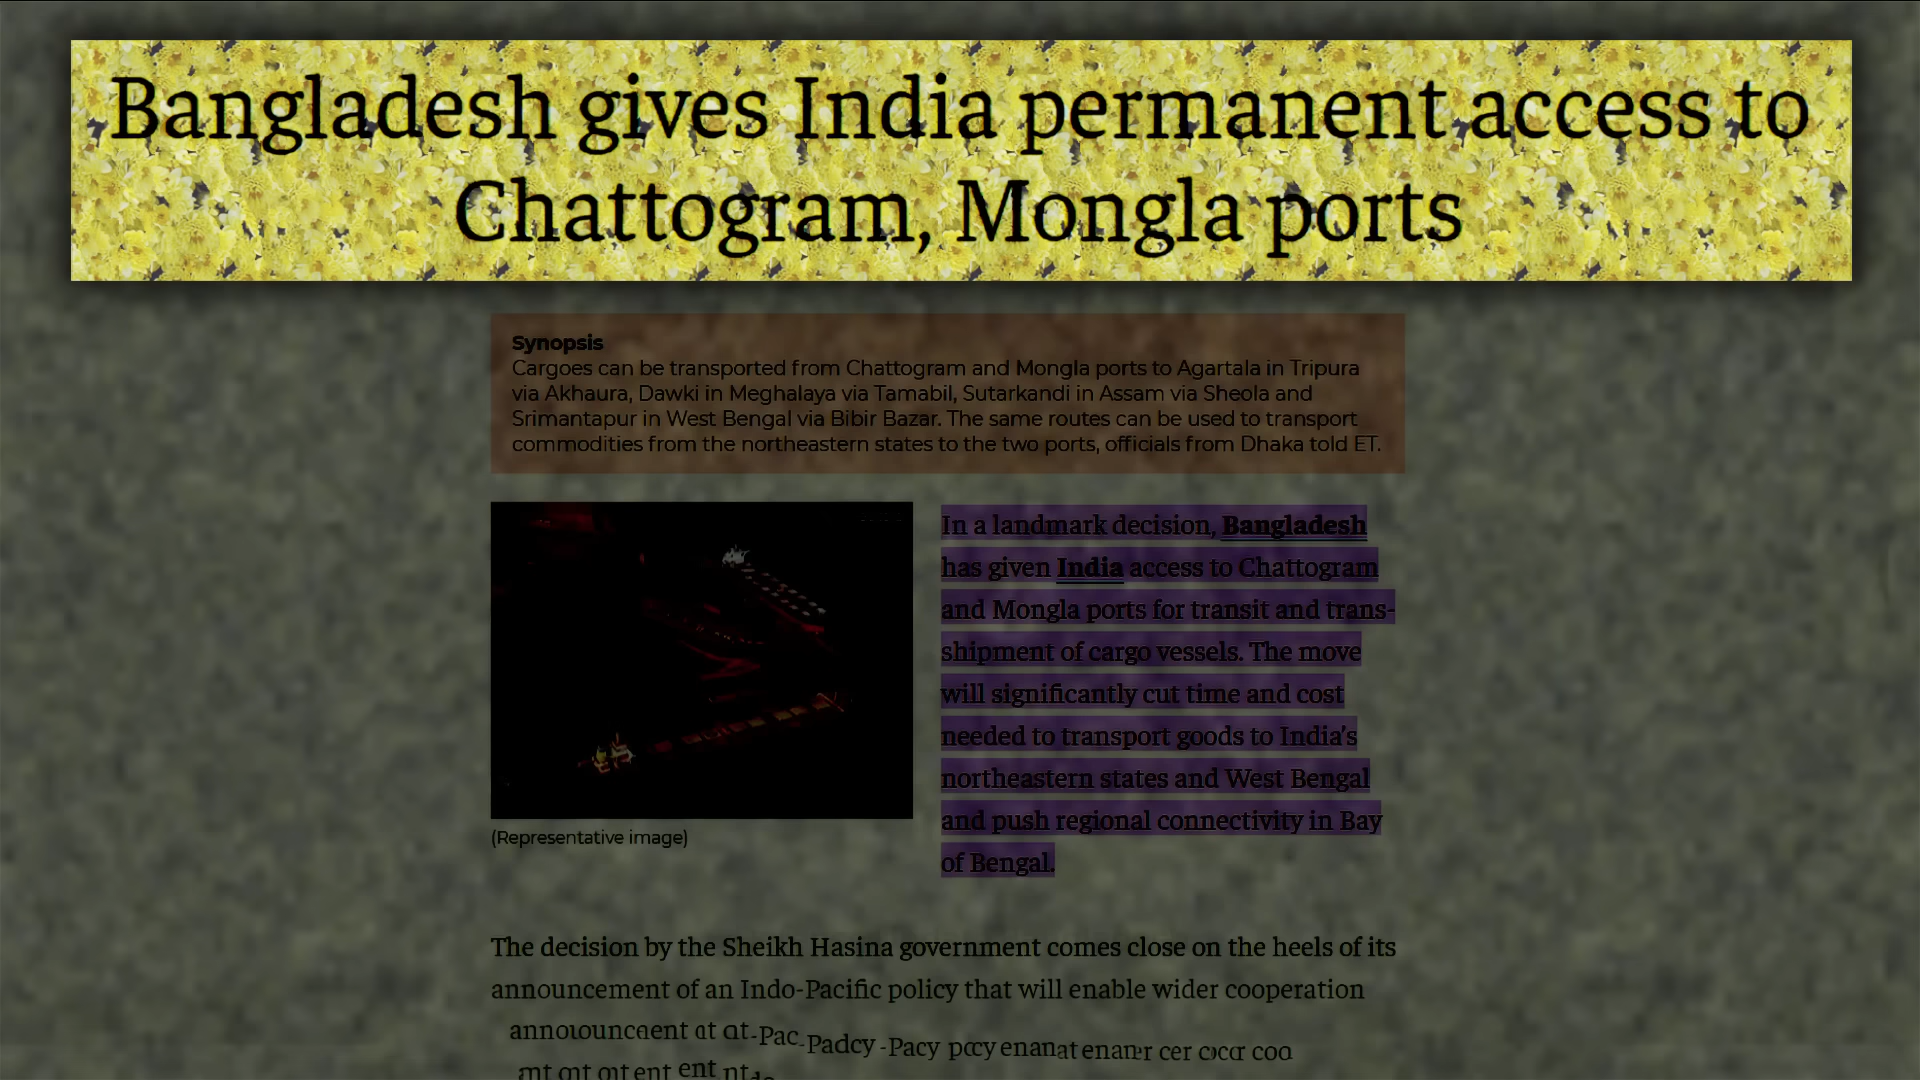 Bangladesh gives India permanent access to
Chattogram, Mongla ports
Synopsis
Cargoes can be transported from Chattogram and Mongla ports to Agartala in Tripura
via Akhaura, Dawki in Meghalaya via Tamabil, Sutarkandi in Assam via Sheola and
Srimantapur in West Bengal via Bibir Bazar. The same routes can be used to transport
commodities from the northeastern states to the two ports, officials from Dhaka told ET.
In a landmark decision, Bangladesh
has given India access to Chattogram
and Mongla ports for transit and trans-
shipment of cargo vessels. The move
will significantly cut time and cost
needed to transport goods to India's
northeastern states and West Bengal
and push regional connectivity in Bay
of Bengal.
(Representative image)
The decision by the Sheikh Hasina government comes close on the heels of its
announcement of an Indo-Pacific policy that will enable wider cooperation